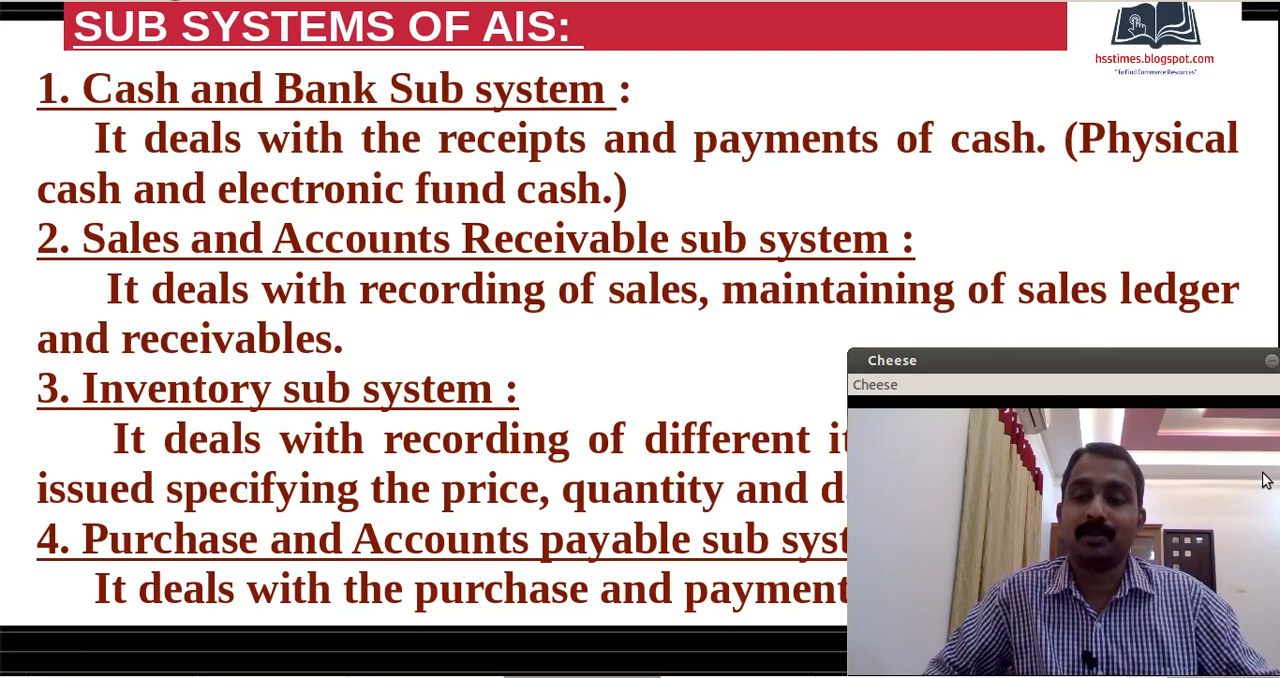 SUB SYSTEMS OF AIS:
hsstimes.blogspot.com
"To Find Commerce Resources"
1. Cash and Bank Sub system :
It deals with the receipts and payments of cash. (Physical
cash and electronic fund cash.)
2. Sales and Accounts Receivable sub system :
It deals with recording of sales, maintaining of sales ledger
and receivables.
3. Inventory sub system :
It deals with recording of different
issued specifying the price, quantity and
4. Purchase and Accounts payable sub
It deals with the purchase and payment
Cheese
Cheese